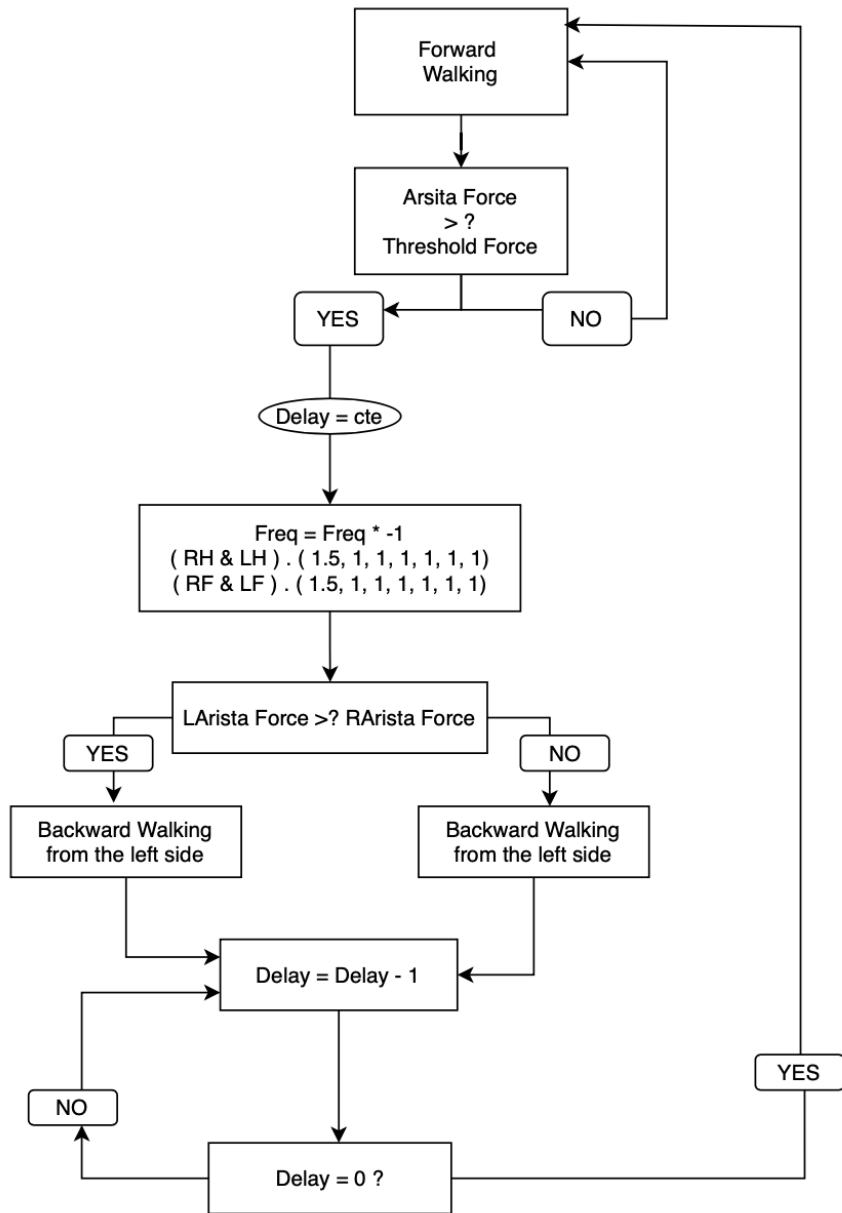 Forward
Walking
Arsita Force
> ?
Threshold Force
YES
NO
Delay = cte
Freq = Freq * -1
( RH & LH ) . ( 1.5, 1, 1, 1, 1, 1, 1)
( RF & LF ) . ( 1.5, 1, 1, 1, 1, 1, 1)
LArista Force >? RArista Force
YES
NO
Backward Walking
from the left side
Backward Walking
from the left side
Delay = Delay - 1
YES
NO
Delay = 0 ?